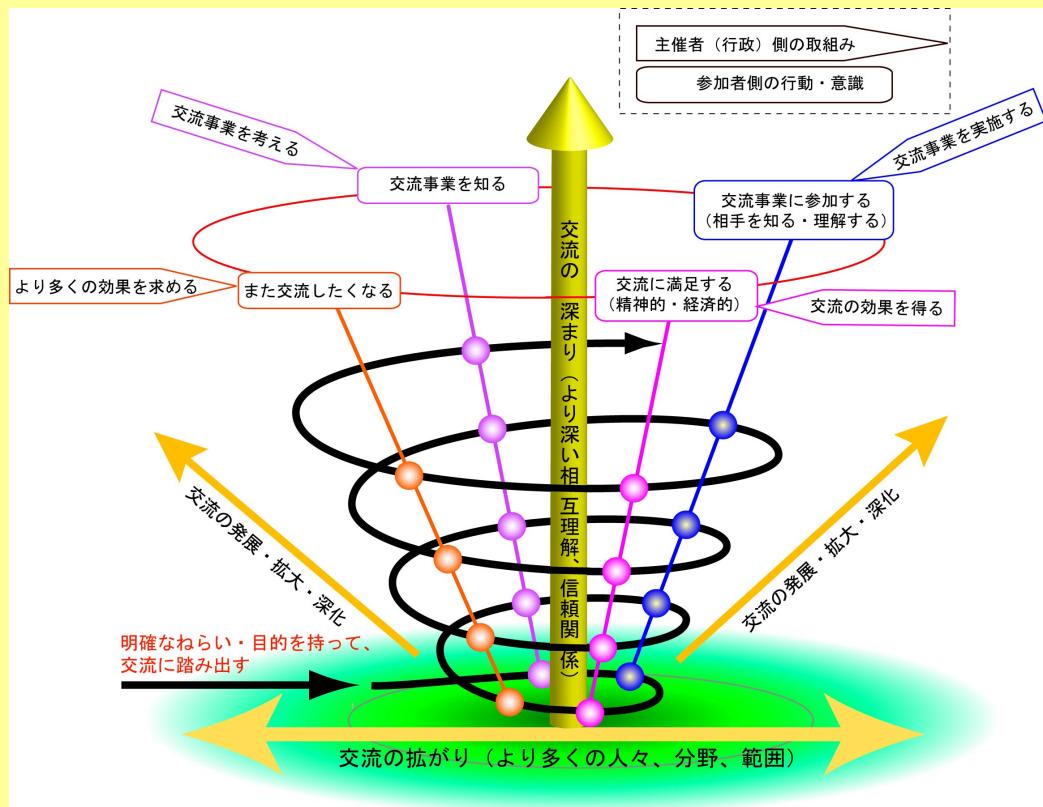 主催者（行政）側の取組み
参加者側の行動・意識
交流事業を考える
交流事業を実施する
交流事業を知る
交流事業に参加する
（相手を知る・理解する）
より多くの効果を求める
また交流したくなる
交流に満足する
（精神的・経済的）
交流の効果を得る
交流の深まり（より深い相互理解、信頼関係）
交流の発展・拡大・深化
交流の発展・拡大・深化
明確なねらい・目的を持って、
交流に踏み出す
交流の拡がり（より多くの人々、分野、範囲）